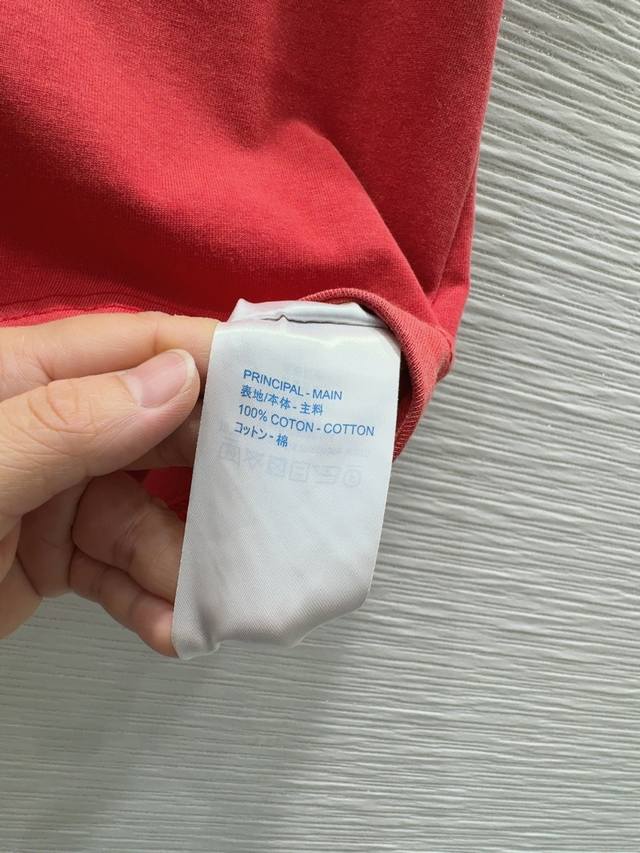 PRINCIPAL - MAIN
表地/本体 - 主料
100% COTON - COTTON
コットン - 棉